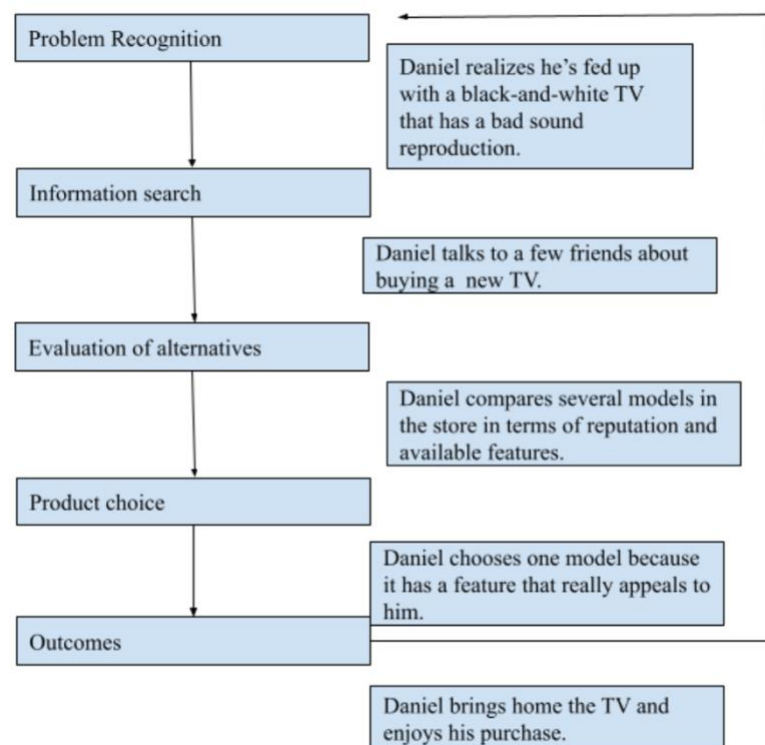 Problem Recognition
Daniel realizes he's fed up
with a black-and-white TV
that has a bad sound
reproduction.
Information search
Daniel talks to a few friends about
buying a  new TV.
Evaluation of alternatives
Daniel compares several models in
the store in terms of reputation and
available features.
Product choice
Daniel chooses one model because
it has a feature that really appeals to
him.
Outcomes
Daniel brings home the TV and
enjoys his purchase.